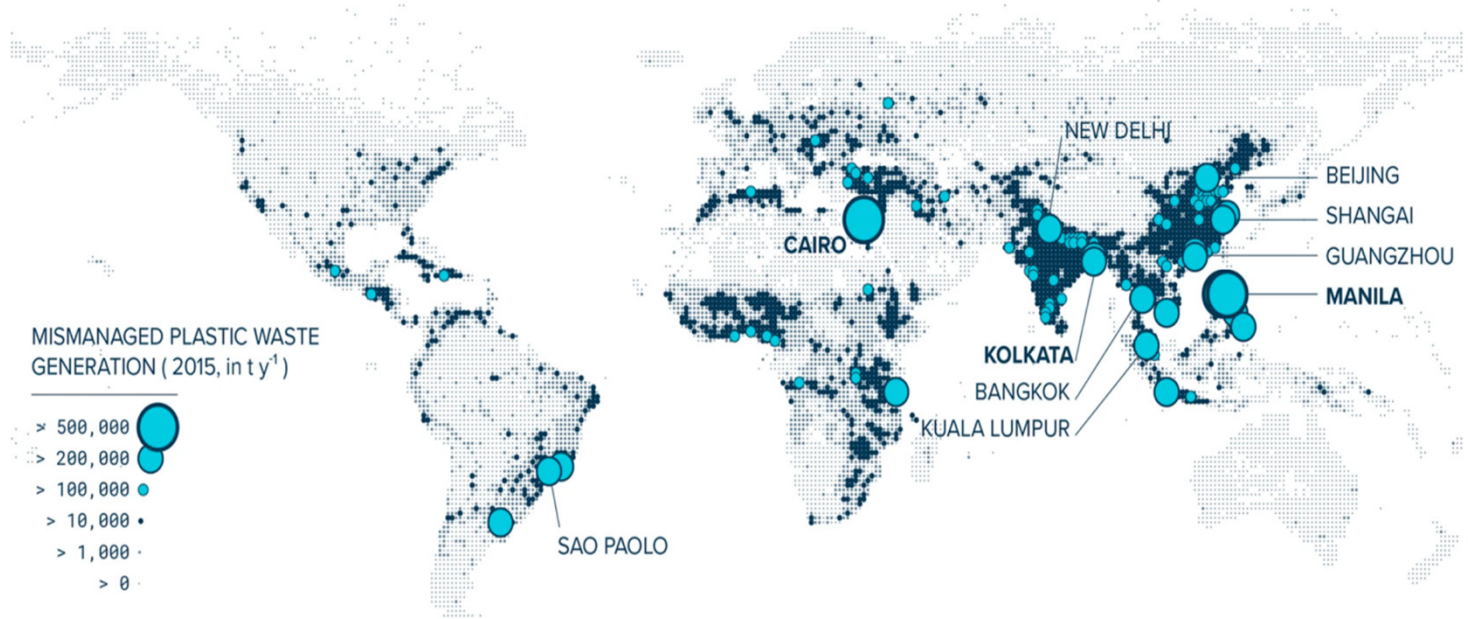 NEW DELHI
BEIJING
SHANGAI
CAIRO
GUANGZHOU
MANILA
MISMANAGED PLASTIC WASTE
GENERATION ( 2015, in t y⁻¹ )
KOLKATA
BANGKOK
KUALA LUMPUR
> 500,000
> 200,000
> 100,000
> 10,000
> 1,000
> 0
SAO PAOLO